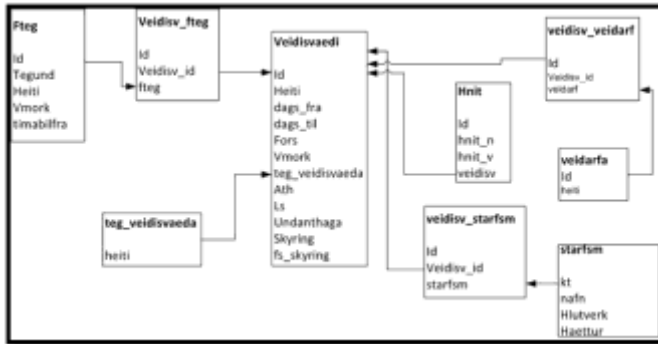 Fteg
Id
Tegund
Heiti
Vmork
timabilfra
Veidisv_fteg
Id
Veidisv_id
fteg
Veidisvaedi
Id
Heiti
dags_fra
dags_til
Fors
Vmork
teg_veidisvaeda
Ath
Ls
Undanthaga
Skyring
fs_skyring
teg_veidisvaeda
heiti
Hnit
Id
hnit_n
hnit_v
veidisv
veidisv_veidarf
Id
Veidisv_id
veidarf
veidarfa
Id
heiti
veidisv_starfsm
Id
Veidisv_id
starfsm
starfsm
kt
nafn
Hlutverk
Haettur